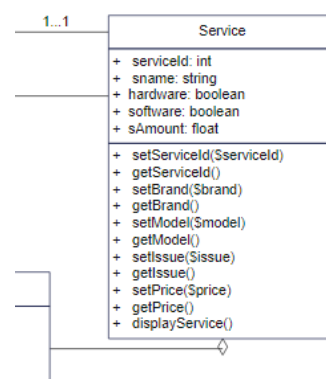 1...1
Service
+ serviceId: int
+ sname: string
+ hardware: boolean
+ software: boolean
+ sAmount: float
+ setServiceId($serviceId)
+ getServiceId()
+ setBrand($brand)
+ getBrand()
+ setModel($model)
+ getModel()
+ setIssue($issue)
+ getIssue()
+ setPrice($price)
+ getPrice()
+ displayService()